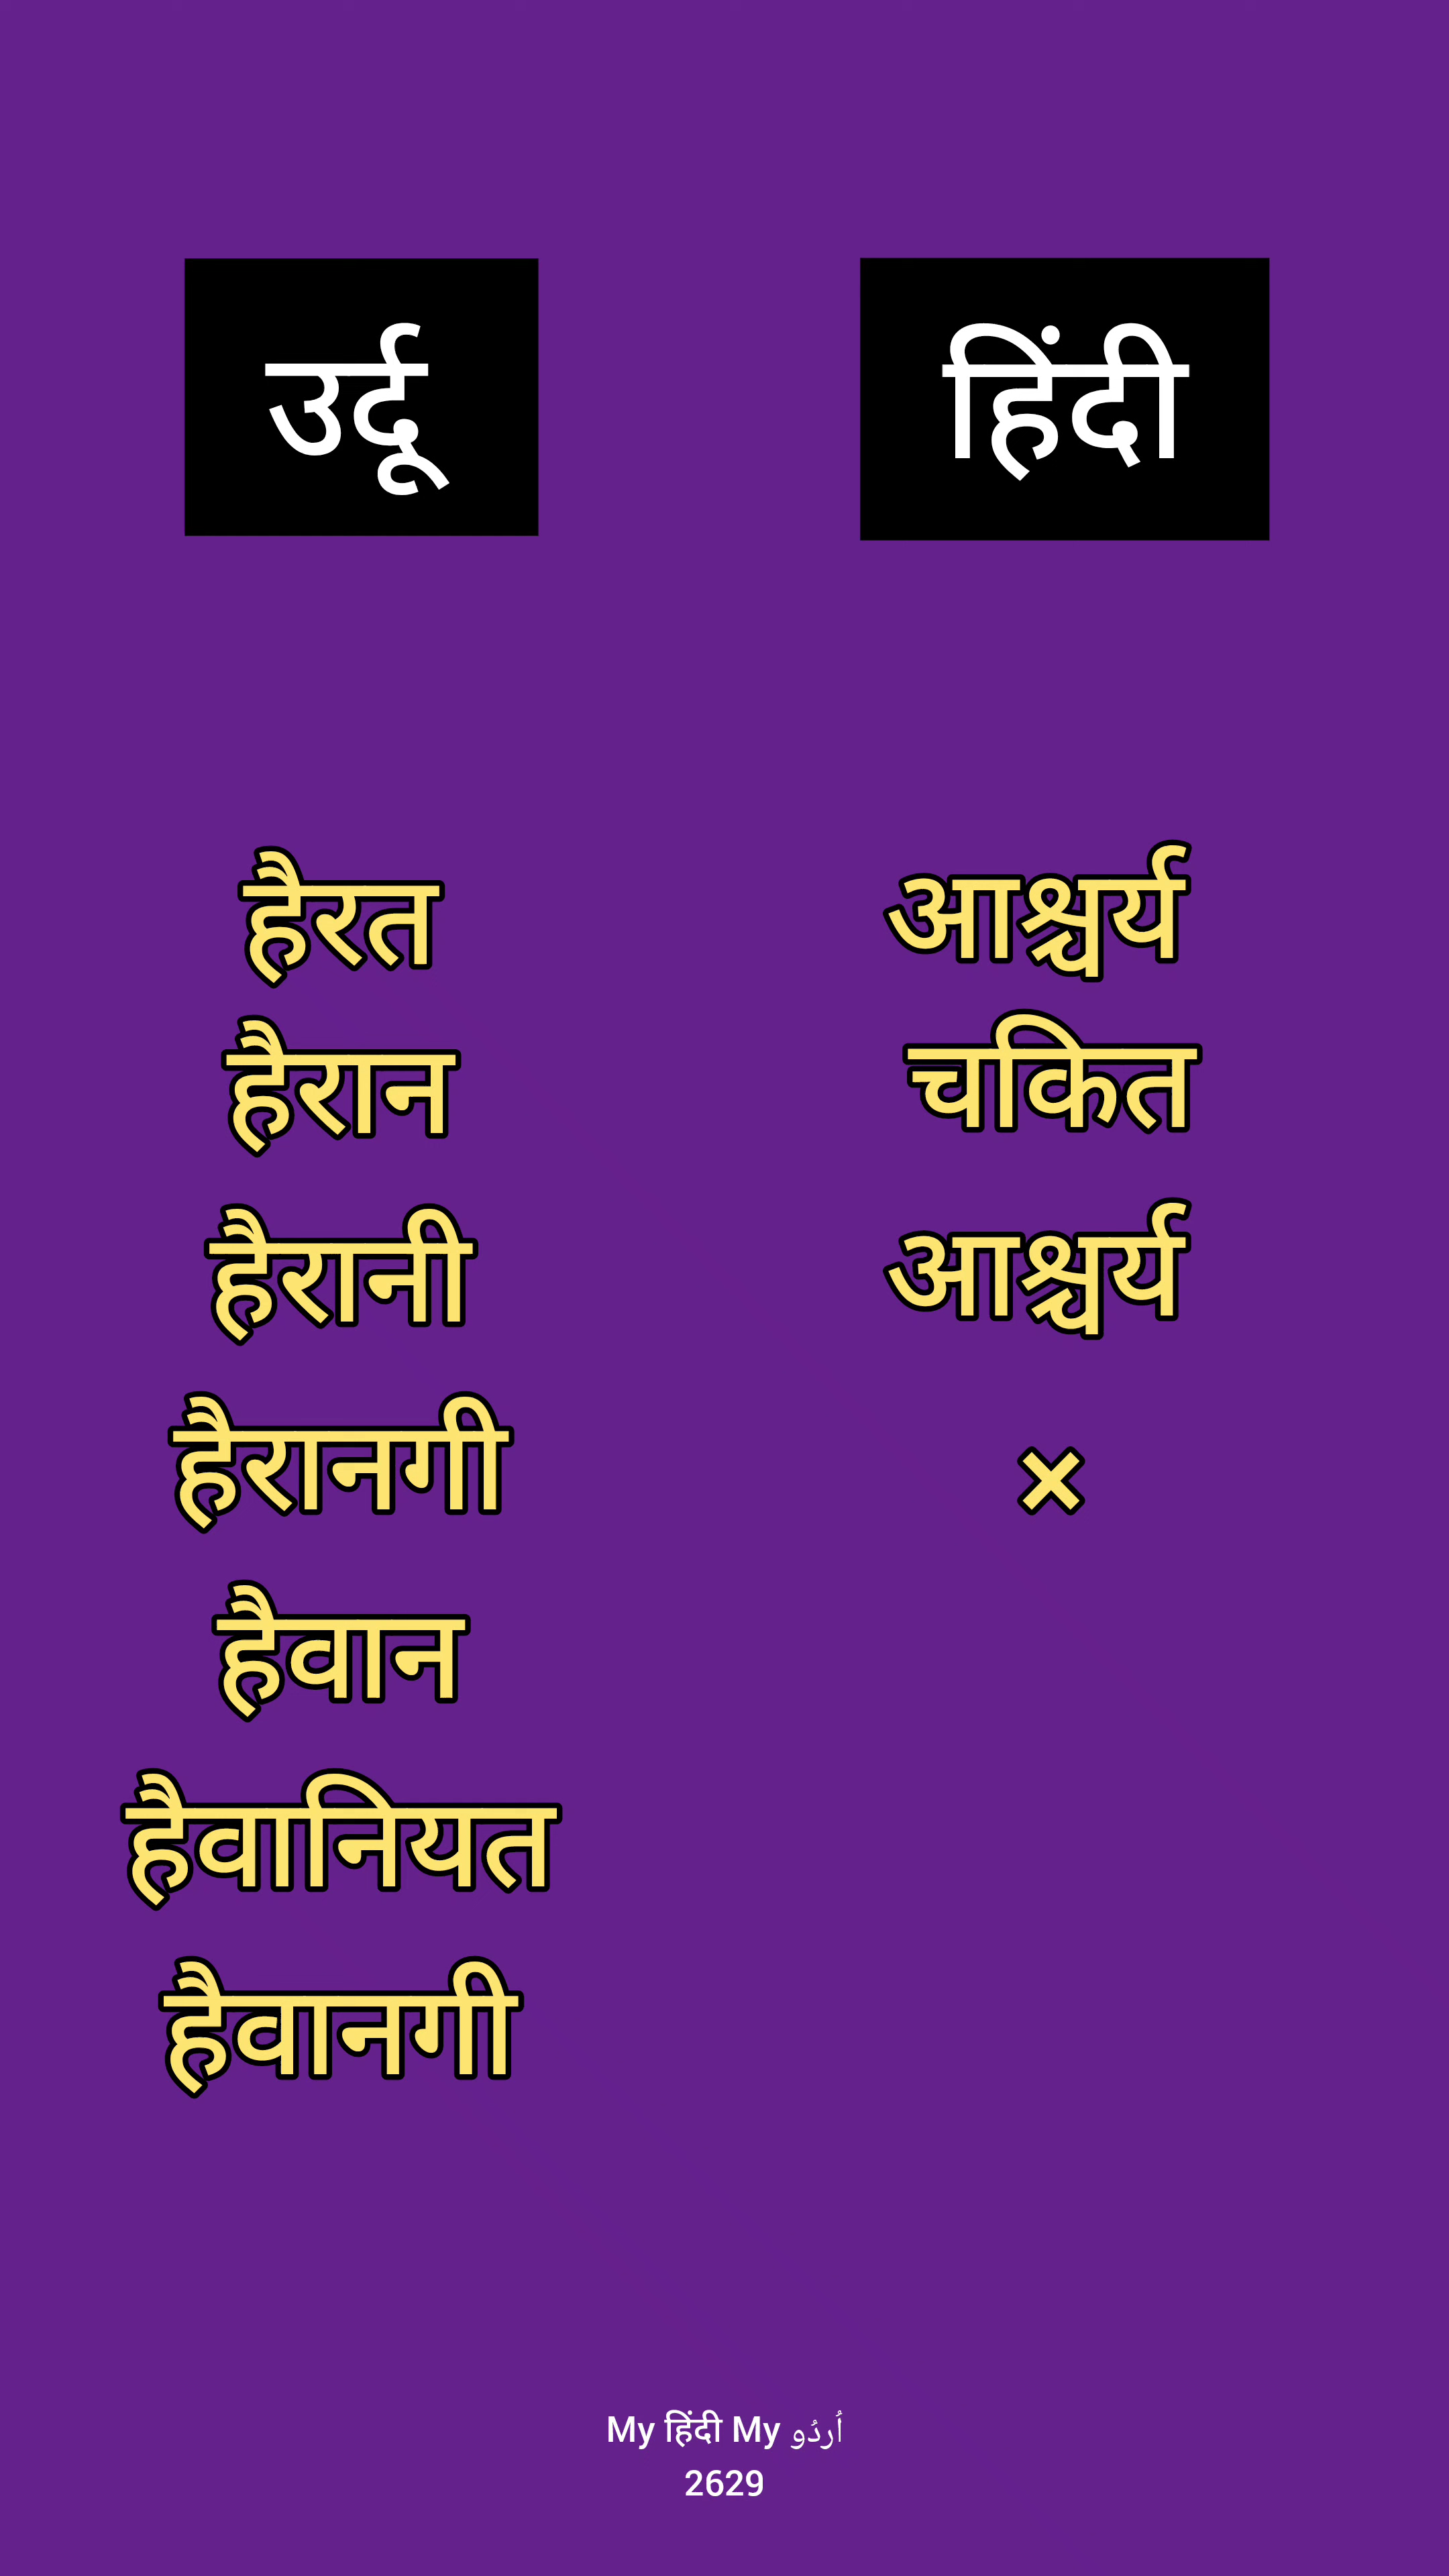 उर्दू हिंदी
हैरत आश्चर्य
हैरान चकित
हैरानी आश्चर्य
हैरानगी ×
हैवान
हैवानियत
हैवानगी
My हिंदी My اُردُو
2629